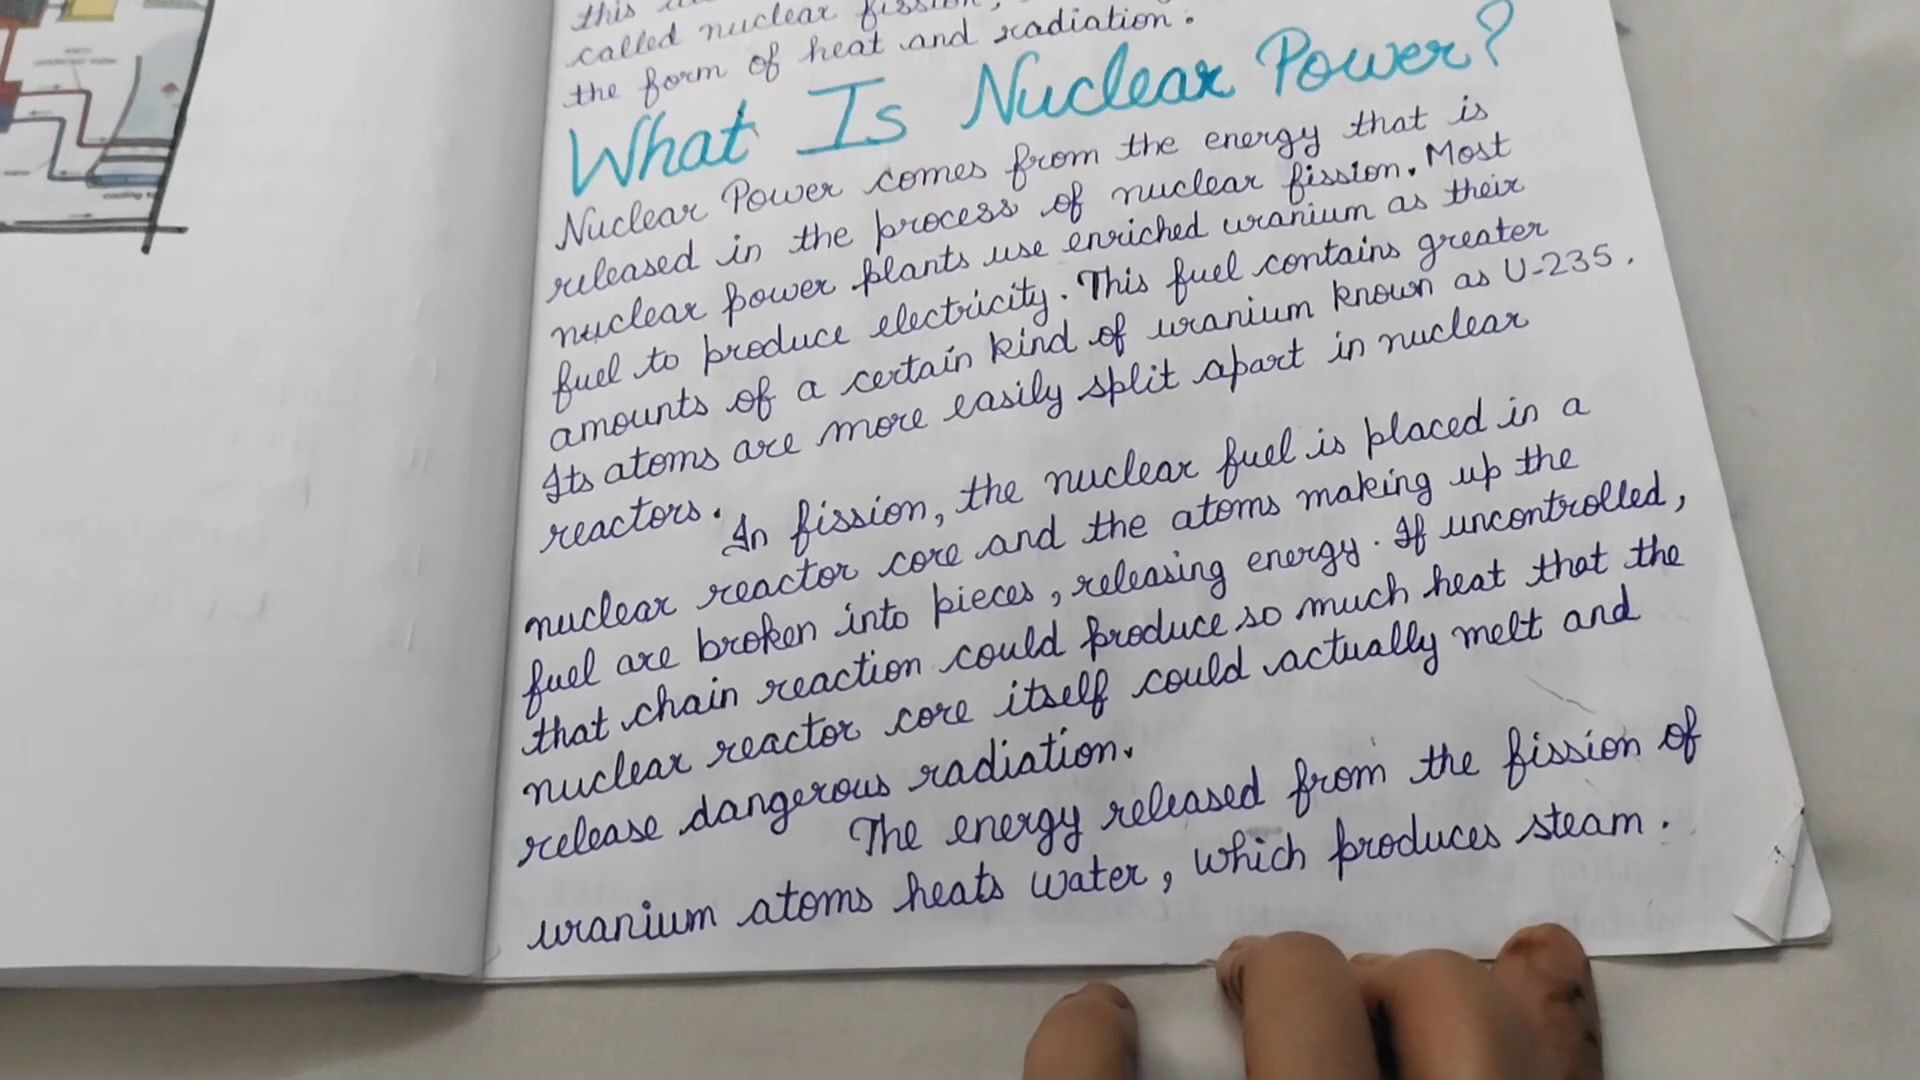 this
called nuclear fission,
the form of heat and radiation.
What Is Nuclear Power?
Nuclear Power comes from the energy that is
released in the process of nuclear fission. Most
nuclear power plants use enriched uranium as their
fuel to produce electricity. This fuel contains greater
amounts of a certain kind of uranium known as U-235.
Its atoms are more easily split apart in nuclear
reactors.
In fission, the nuclear fuel is placed in a
nuclear reactor core and the atoms making up the
fuel are broken into pieces, releasing energy. If uncontrolled,
that chain reaction could produce so much heat that the
nuclear reactor core itself could actually melt and
release dangerous radiation.
The energy released from the fission of
uranium atoms heats water, which produces steam.